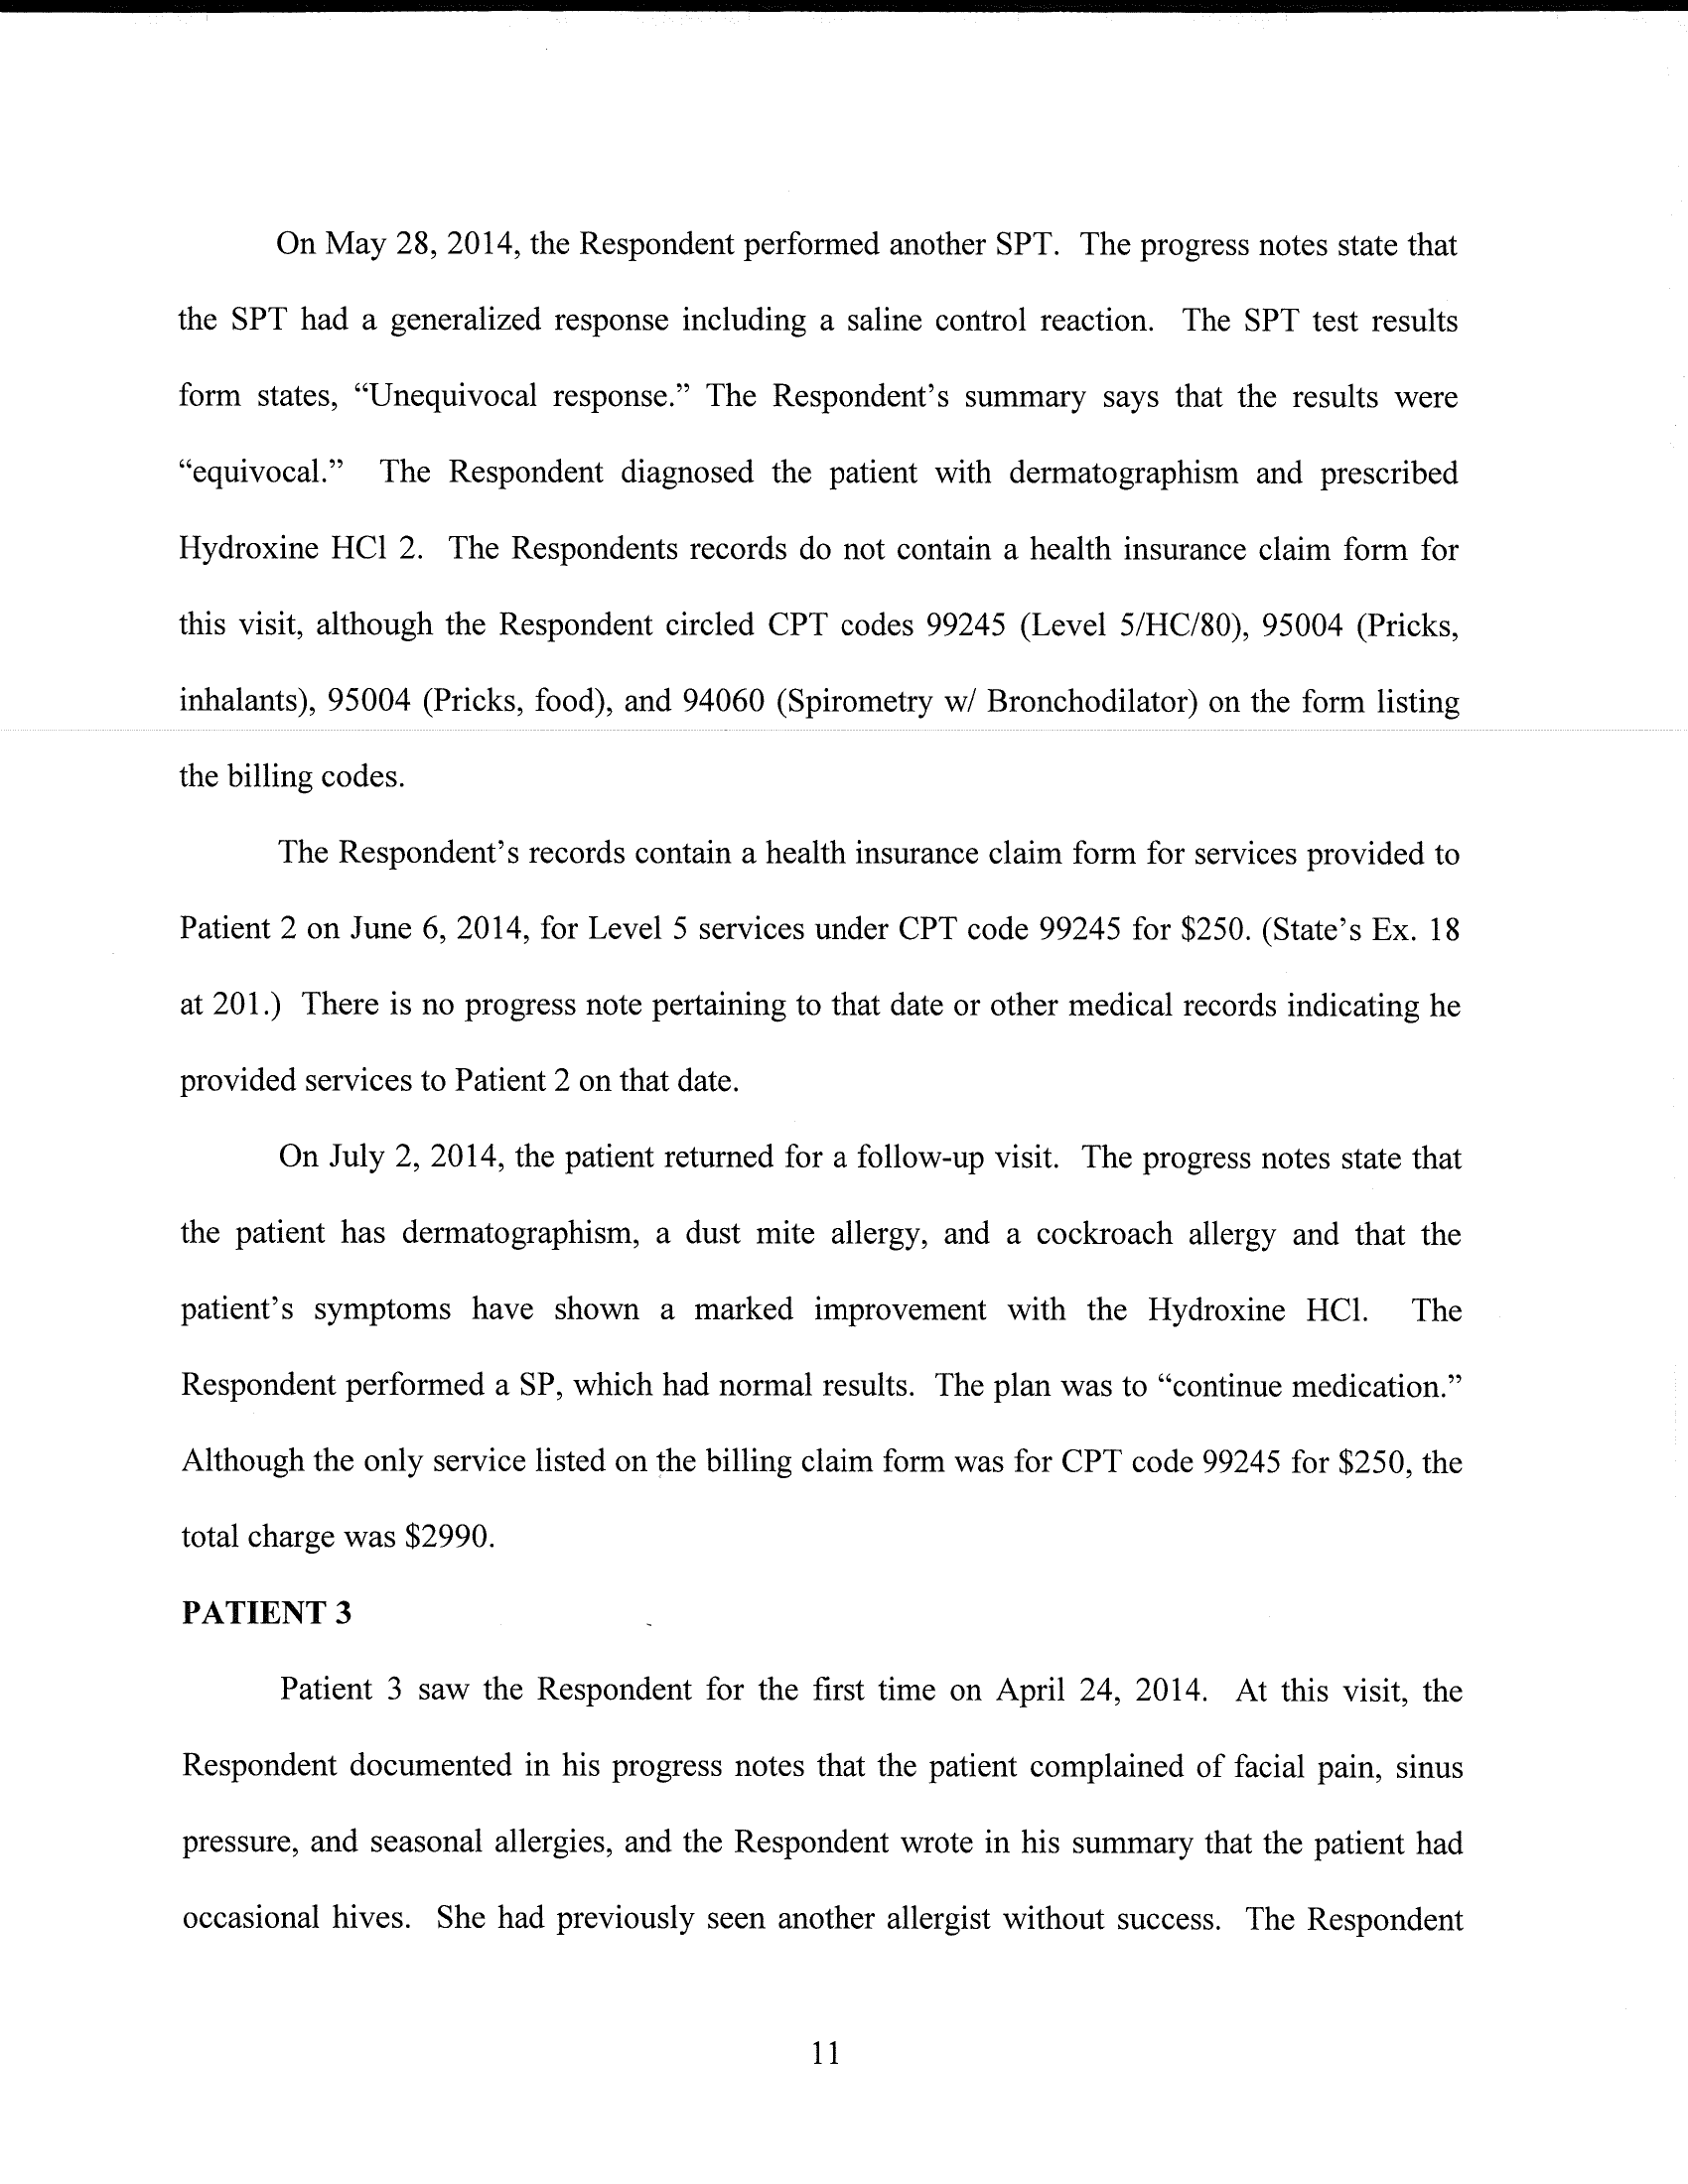 On May 28, 2014, the Respondent performed another SPT. The progress notes state that
the SPT had a generalized response including a saline control reaction. The SPT test results
form states, “Unequivocal response.” The Respondent’s summary says that the results were
“equivocal.” The Respondent diagnosed the patient with dermatographism and prescribed
Hydroxine HCl 2. The Respondents records do not contain a health insurance claim form for
this visit, although the Respondent circled CPT codes 99245 (Level 5/HC/80), 95004 (Pricks,
inhalants), 95004 (Pricks, food), and 94060 (Spirometry w/ Bronchodilator) on the form listing
the billing codes.
The Respondent’s records contain a health insurance claim form for services provided to
Patient 2 on June 6, 2014, for Level 5 services under CPT code 99245 for $250. (State’s Ex. 18
at 201.) There is no progress note pertaining to that date or other medical records indicating he
provided services to Patient 2 on that date.
On July 2, 2014, the patient returned for a follow-up visit. The progress notes state that
the patient has dermatographism, a dust mite allergy, and a cockroach allergy and that the
patient’s symptoms have shown a marked improvement with the Hydroxine HCl. The
Respondent performed a SP, which had normal results. The plan was to “continue medication.”
Although the only service listed on the billing claim form was for CPT code 99245 for $250, the
total charge was $2990.
PATIENT 3
Patient 3 saw the Respondent for the first time on April 24, 2014. At this visit, the
Respondent documented in his progress notes that the patient complained of facial pain, sinus
pressure, and seasonal allergies, and the Respondent wrote in his summary that the patient had
occasional hives. She had previously seen another allergist without success. The Respondent
11